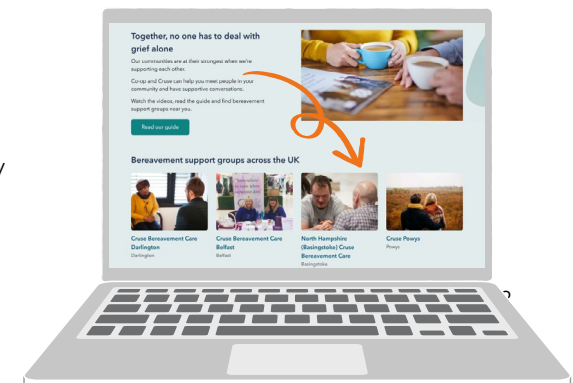 Together, no one has to deal with
grief alone
Our communities are at their strongest when we're
supporting each other.
Co-op and Cruse can help you meet people in your
community and have supportive conversations.
Watch the videos, read the guide and find bereavement
support groups near you.
Read our guide
Bereavement support groups across the UK
Cruse Bereavement Care
Darlington
Darlington
Cruse Bereavement Care
Belfast
Belfast
North Hampshire
(Basingstoke) Cruse
Bereavement Care
Basingstoke
Cruse Powys
Powys